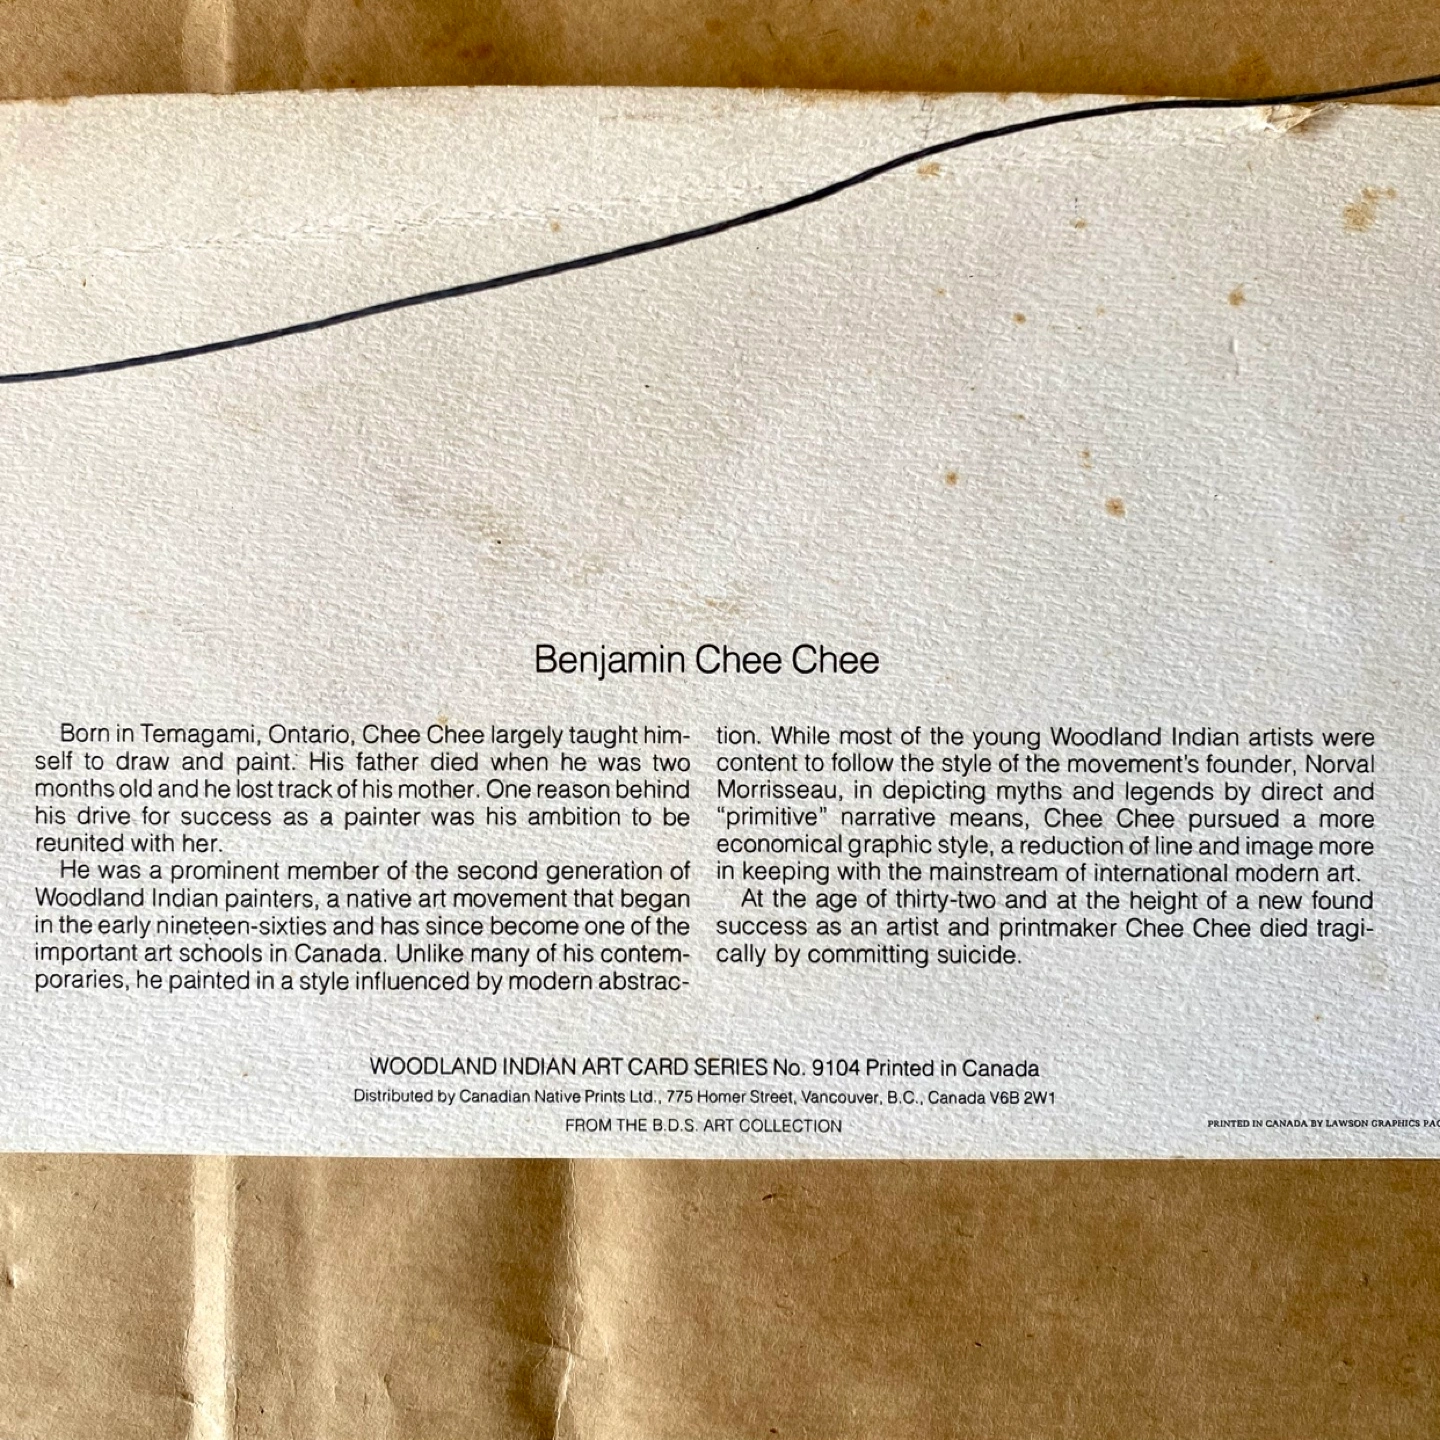 Benjamin Chee Chee
Born in Temagami, Ontario, Chee Chee largely taught him-
self to draw and paint. His father died when he was two
months old and he lost track of his mother. One reason behind
his drive for success as a painter was his ambition to be
reunited with her.
He was a prominent member of the second generation of
Woodland Indian painters, a native art movement that began
in the early nineteen-sixties and has since become one of the
important art schools in Canada. Unlike many of his contem-
poraries, he painted in a style influenced by modern abstrac-
tion. While most of the young Woodland Indian artists were
content to follow the style of the movement's founder, Norval
Morrisseau, in depicting myths and legends by direct and
“primitive” narrative means, Chee Chee pursued a more
economical graphic style, a reduction of line and image more
in keeping with the mainstream of international modern art.
At the age of thirty-two and at the height of a new found
success as an artist and printmaker Chee Chee died tragi-
cally by committing suicide.
WOODLAND INDIAN ART CARD SERIES No. 9104 Printed in Canada
Distributed by Canadian Native Prints Ltd., 775 Homer Street, Vancouver, B.C., Canada V6B 2W1
FROM THE B.D.S. ART COLLECTION
PRINTED IN CANADA BY LAWSON GRAPHICS